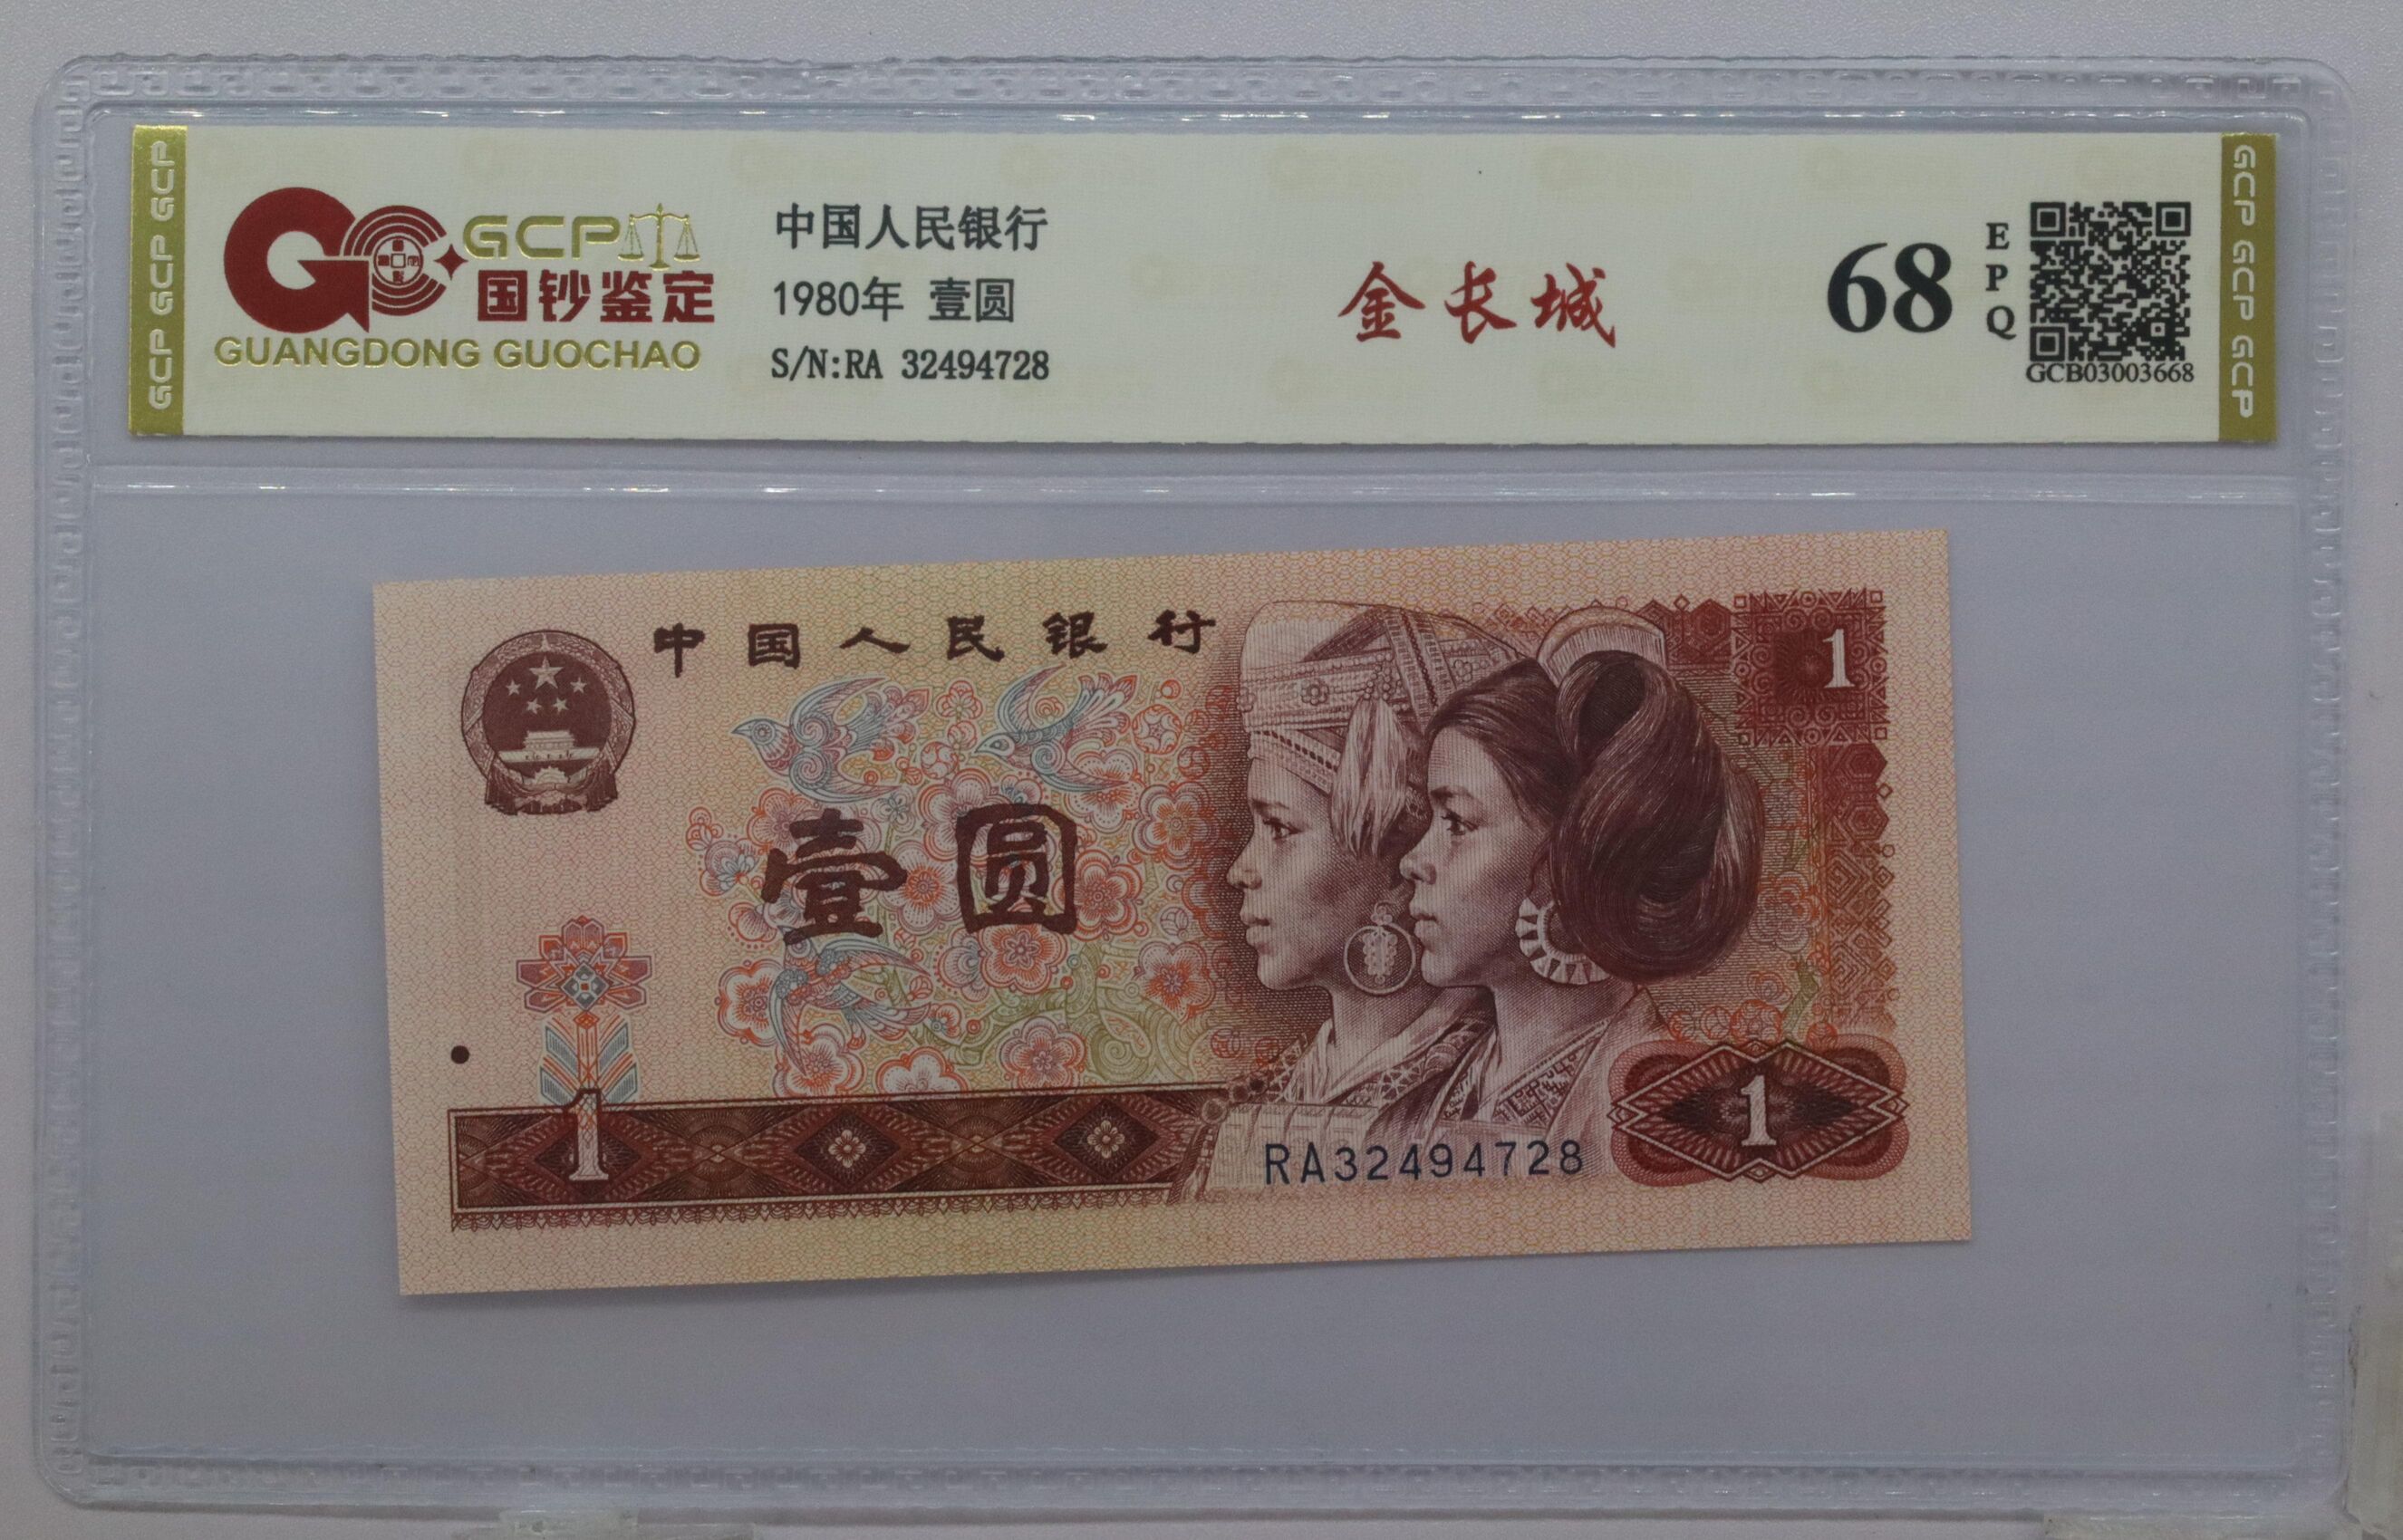 GCP GCP GCP
GCP
国钞鉴定
GUANGDONG GUOCHAO
中国人民银行
1980年 壹圆
S/N:RA 32494728
金长城
68
EPQ
GCB03003668
GCP GCP GCP
中国人民银行
1
壹圆
1
1
RA32494728